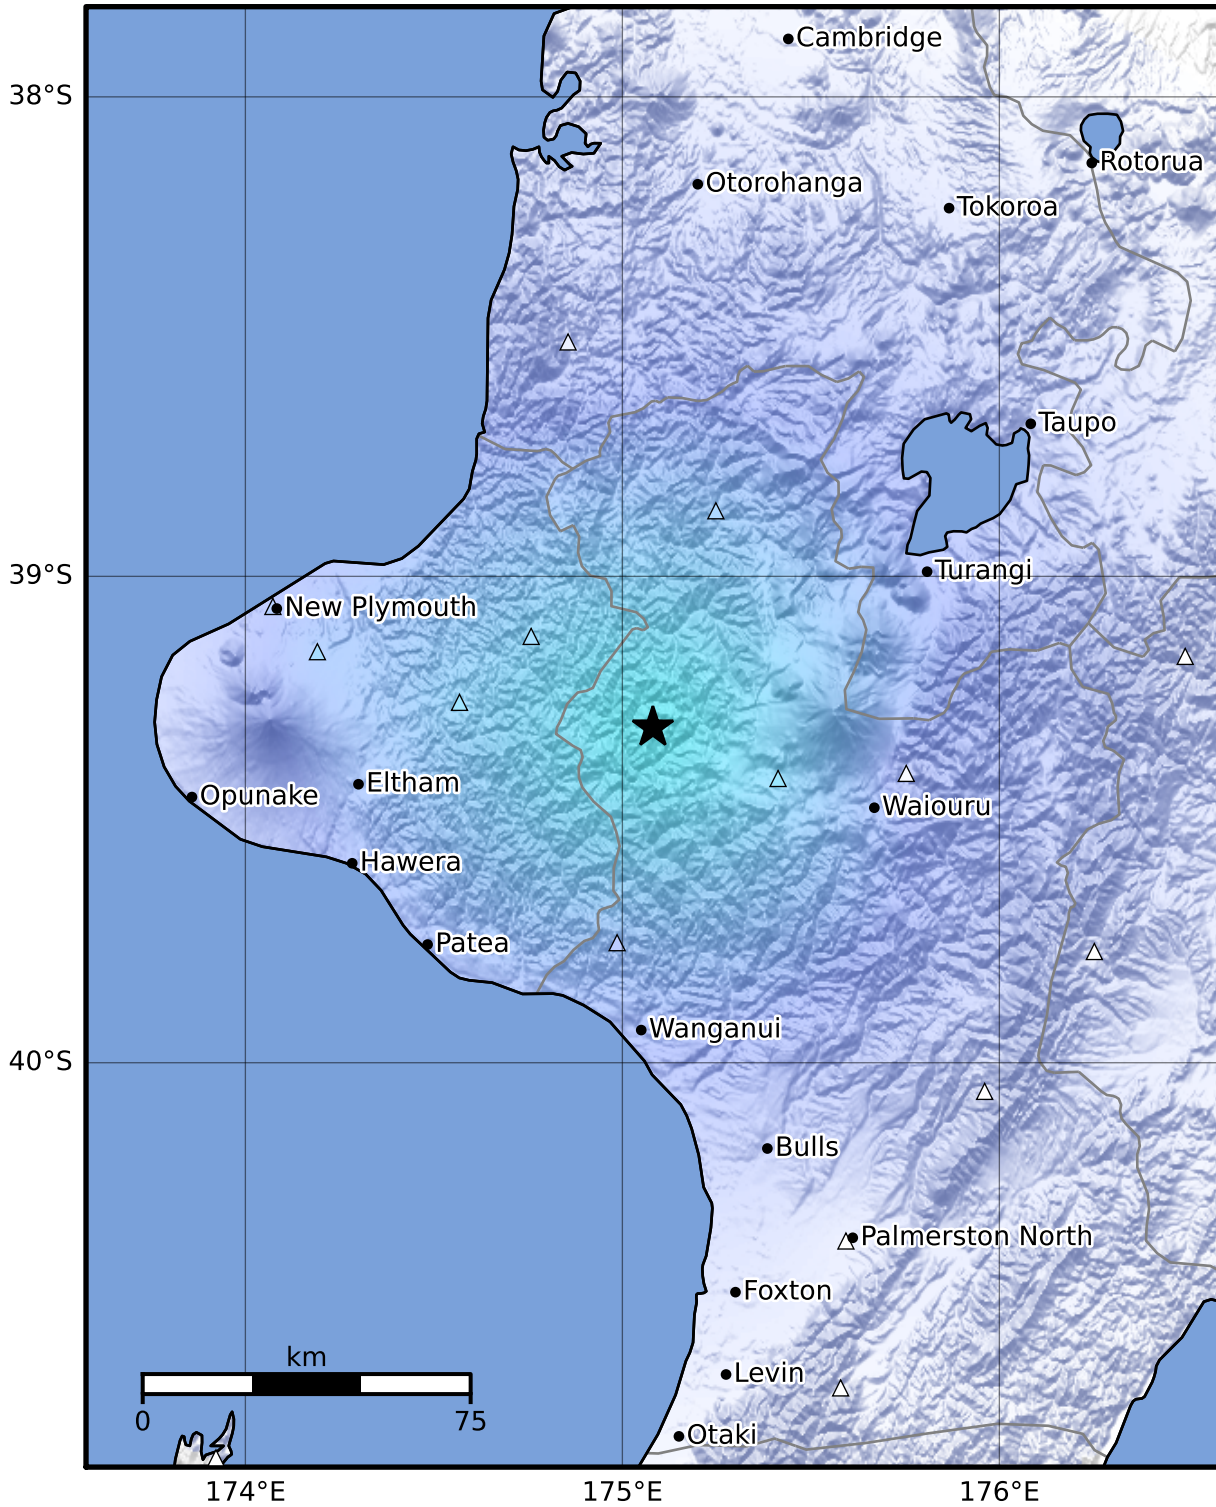 Cambridge
38°S
Rotorua
Otorohanga
Tokoroa
Taupo
39°S
Turangi
New Plymouth
Eltham
Opunake
Waiouru
Hawera
Patea
Wanganui
40°S
Bulls
Palmerston North
Foxton
km
Levin
0
75
Otaki
174°E
175°E
176°E